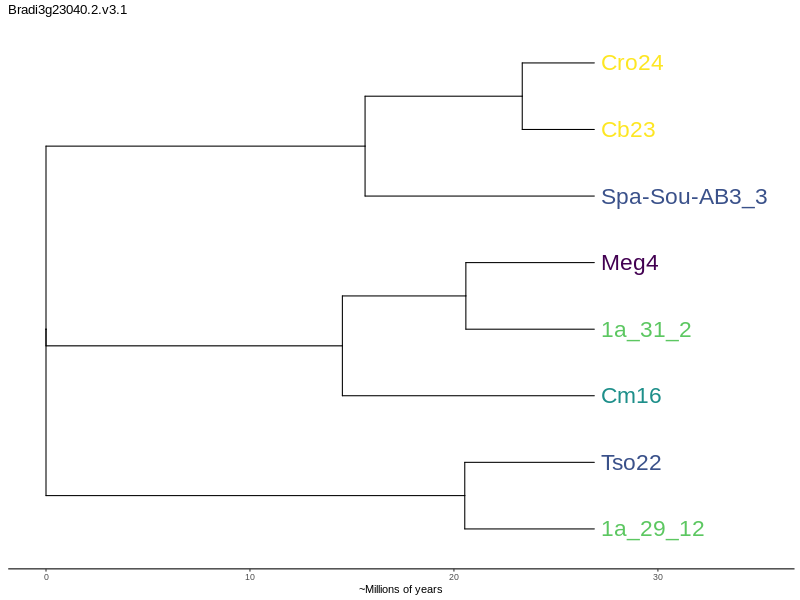 Bradi3g23040.2.v3.1
Cro24
Cb23
Spa-Sou-AB3_3
Meg4
1a_31_2
Cm16
Tso22
1a_29_12
0 10 20 30
~Millions of years